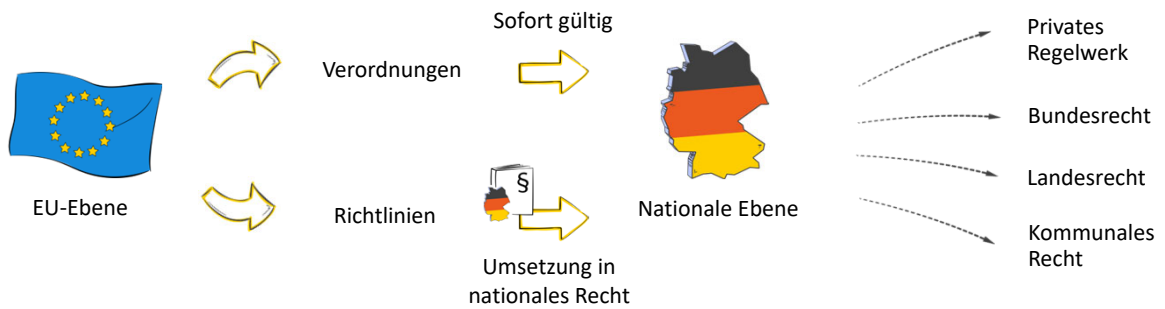 EU-Ebene
Verordnungen
Sofort gültig
Richtlinien
§
Umsetzung in
nationales Recht
Nationale Ebene
Privates
Regelwerk
Bundesrecht
Landesrecht
Kommunales
Recht